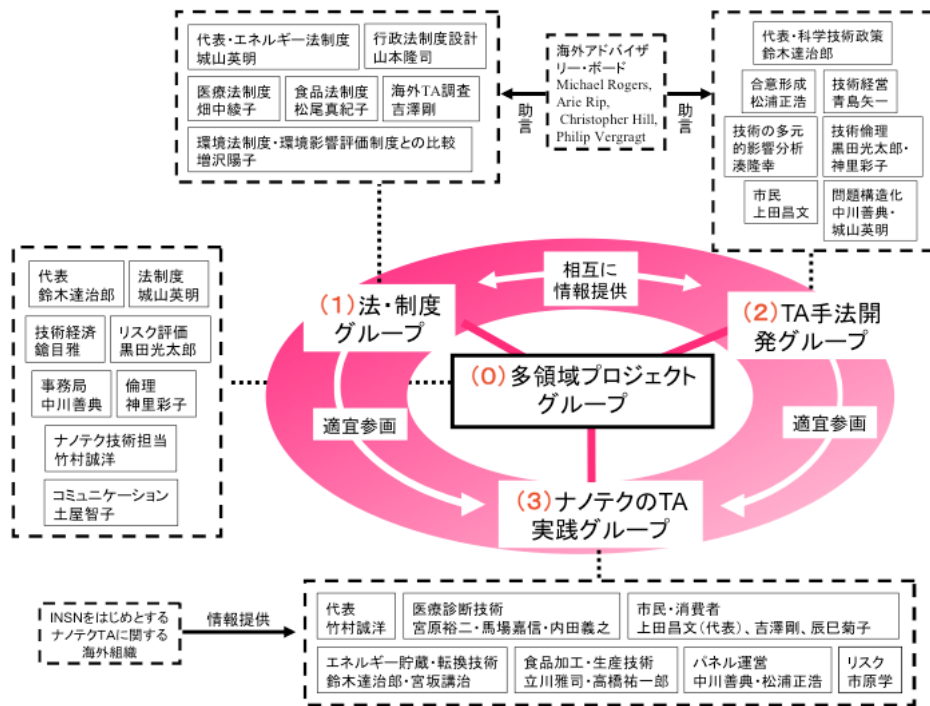 代表・エネルギー法制度
城山英明
行政法制度設計
山本隆司
医療法制度
畑中綾子
食品法制度
松尾真紀子
海外TA調査
吉澤剛
環境法制度・環境影響評価制度との比較
増沢陽子
海外アドバイザ
リー・ボード
Michael Rogers,
Arie Rip,
Christopher Hill,
Philip Vergragt
助言
助言
代表・科学技術政策
鈴木達治郎
合意形成
松浦正浩
技術経営
青島矢一
技術の多元
的影響分析
湊隆幸
技術倫理
黒田光太郎・
神里彩子
市民
上田昌文
問題構造化
中川善典・
城山英明
代表
鈴木達治郎
法制度
城山英明
技術経済
鎗目雅
リスク評価
黒田光太郎
事務局
中川善典
倫理
神里彩子
ナノテク技術担当
竹村誠洋
コミュニケーション
土屋智子
相互に
情報提供
(1)法・制度
グループ
(2)TA手法開
発グループ
(0)多領域プロジェクト
グループ
適宜参画
適宜参画
(3)ナノテクのTA
実践グループ
INSNをはじめとする
ナノテクTAに関する
海外組織
情報提供
代表
竹村誠洋
医療診断技術
宮原裕二・馬場嘉信・内田義之
市民・消費者
上田昌文(代表)、吉澤剛、辰巳菊子
エネルギー貯蔵・転換技術
鈴木達治郎・宮坂講治
食品加工・生産技術
立川雅司・高橋祐一郎
パネル運営
中川善典・松浦正浩
リスク
市原学